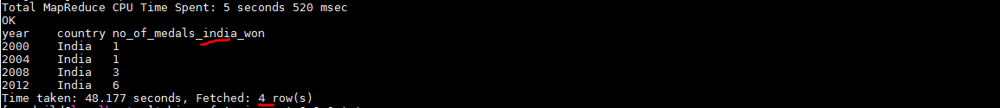 Total MapReduce CPU Time Spent: 5 seconds 520 msec
OK
year country no_of_medals_india_won
2000 India 1
2004 India 1
2008 India 3
2012 India 6
Time taken: 48.177 seconds, Fetched: 4 row(s)